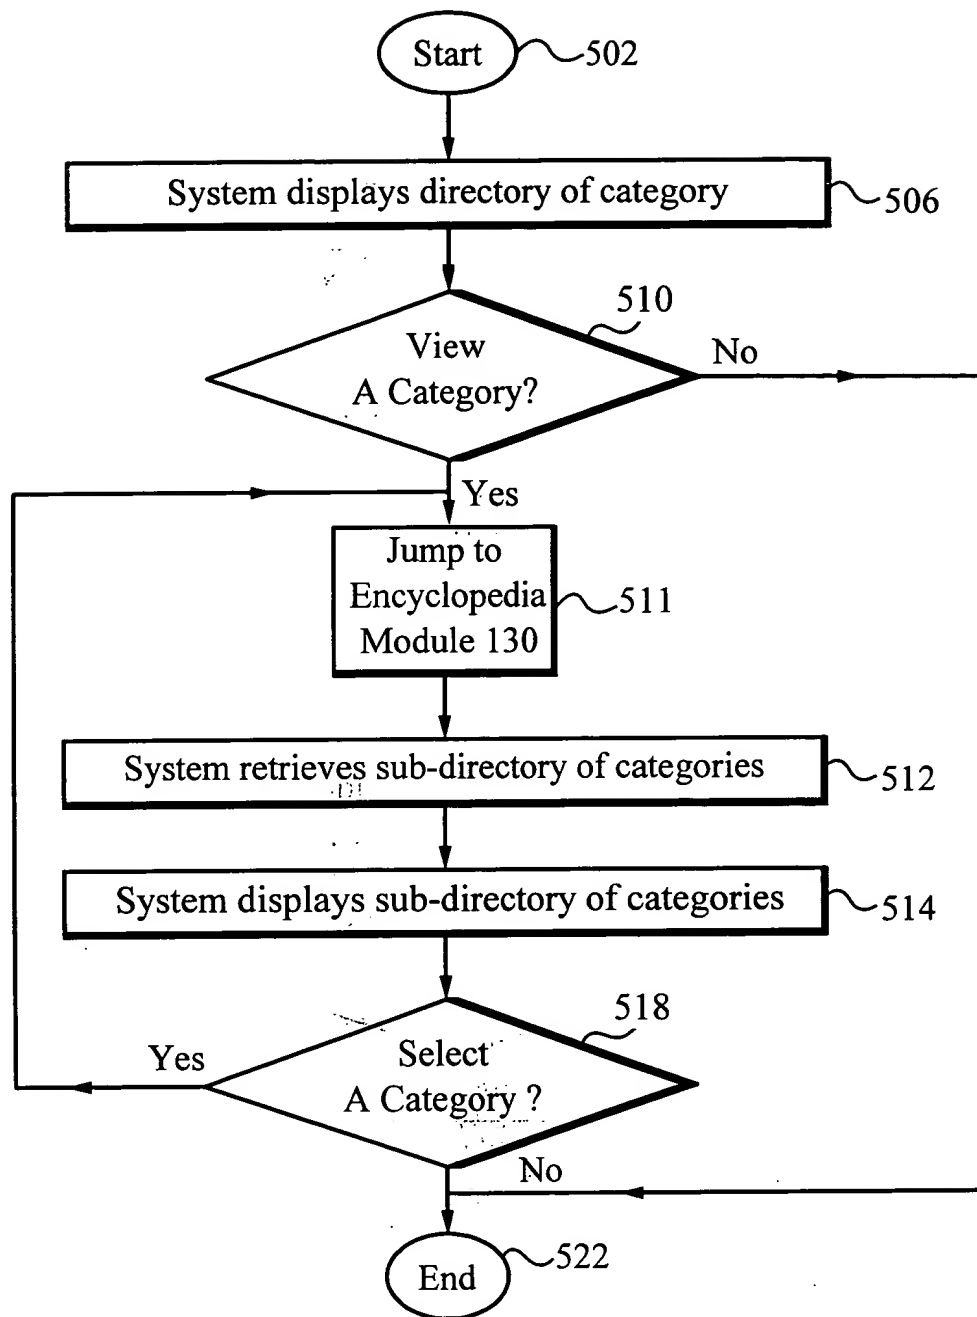 Start
502
System displays directory of category
506
510
View
A Category?
No
Yes
Jump to
Encyclopedia
Module 130
511
System retrieves sub-directory of categories
512
System displays sub-directory of categories
514
518
Select
A Category ?
Yes
No
End
522